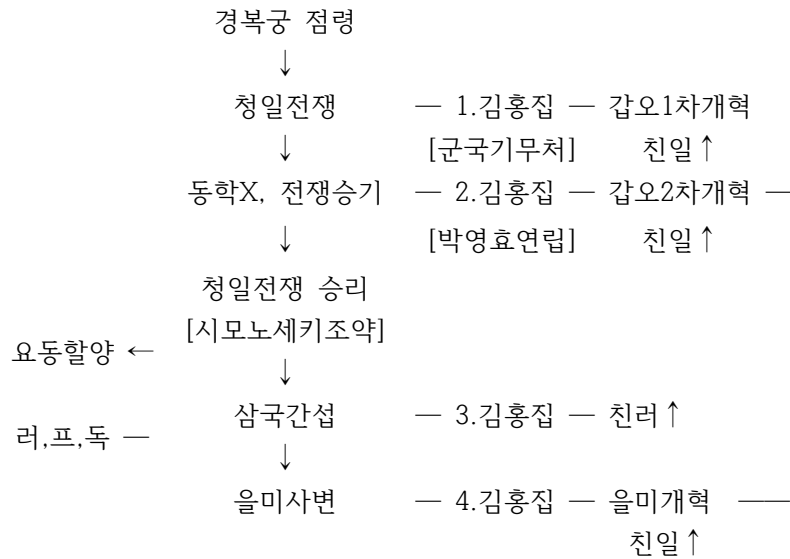 경복궁 점령
↓
청일전쟁 — 1.김홍집 — 갑오1차개혁
↓ [군국기무처] 친일↑
동학X, 전쟁승기 — 2.김홍집 — 갑오2차개혁 —
↓ [박영효연립] 친일↑
청일전쟁 승리
[시모노세키조약]
요동할양 ←
↓
삼국간섭 — 3.김홍집 — 친러↑
러,프,독 —
↓
을미사변 — 4.김홍집 — 을미개혁 ——
친일↑